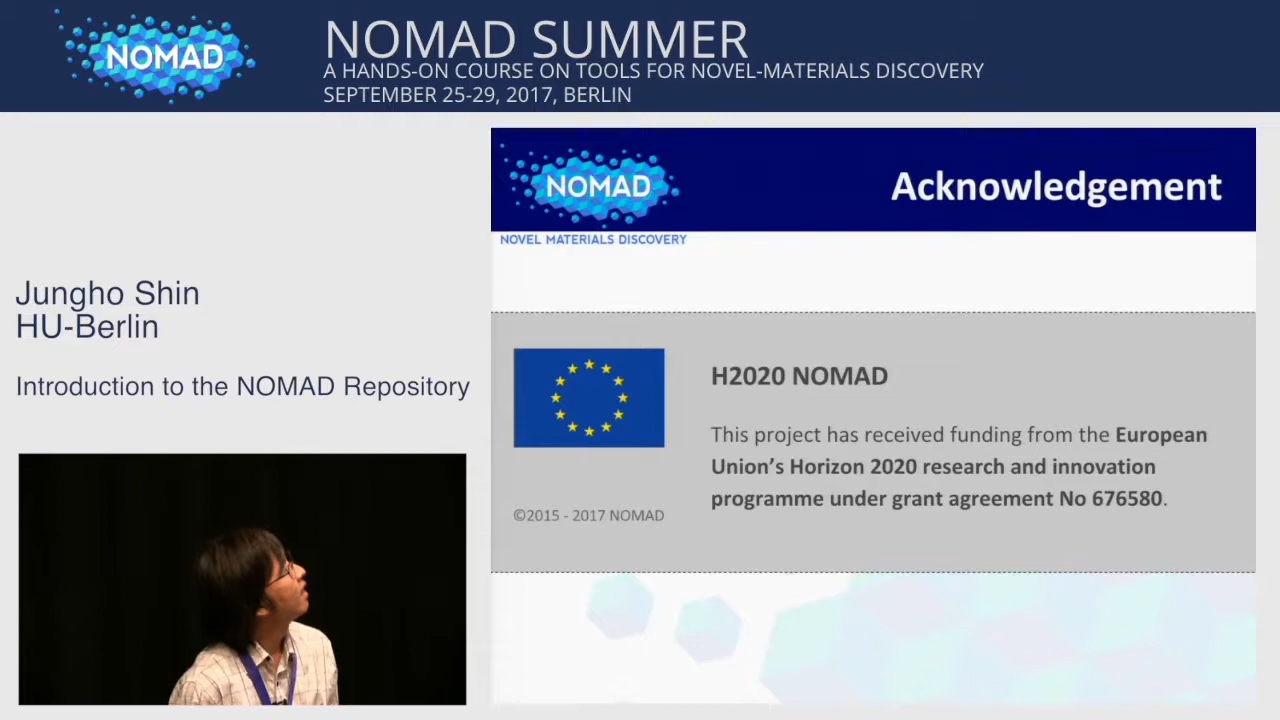 NOMAD
NOMAD SUMMER
A HANDS-ON COURSE ON TOOLS FOR NOVEL-MATERIALS DISCOVERY
SEPTEMBER 25-29, 2017, BERLIN
Jungho Shin
HU-Berlin
Introduction to the NOMAD Repository
NOMAD
NOVEL MATERIALS DISCOVERY
Acknowledgement
H2020 NOMAD
This project has received funding from the European
Union's Horizon 2020 research and innovation
programme under grant agreement No 676580.
©2015 - 2017 NOMAD